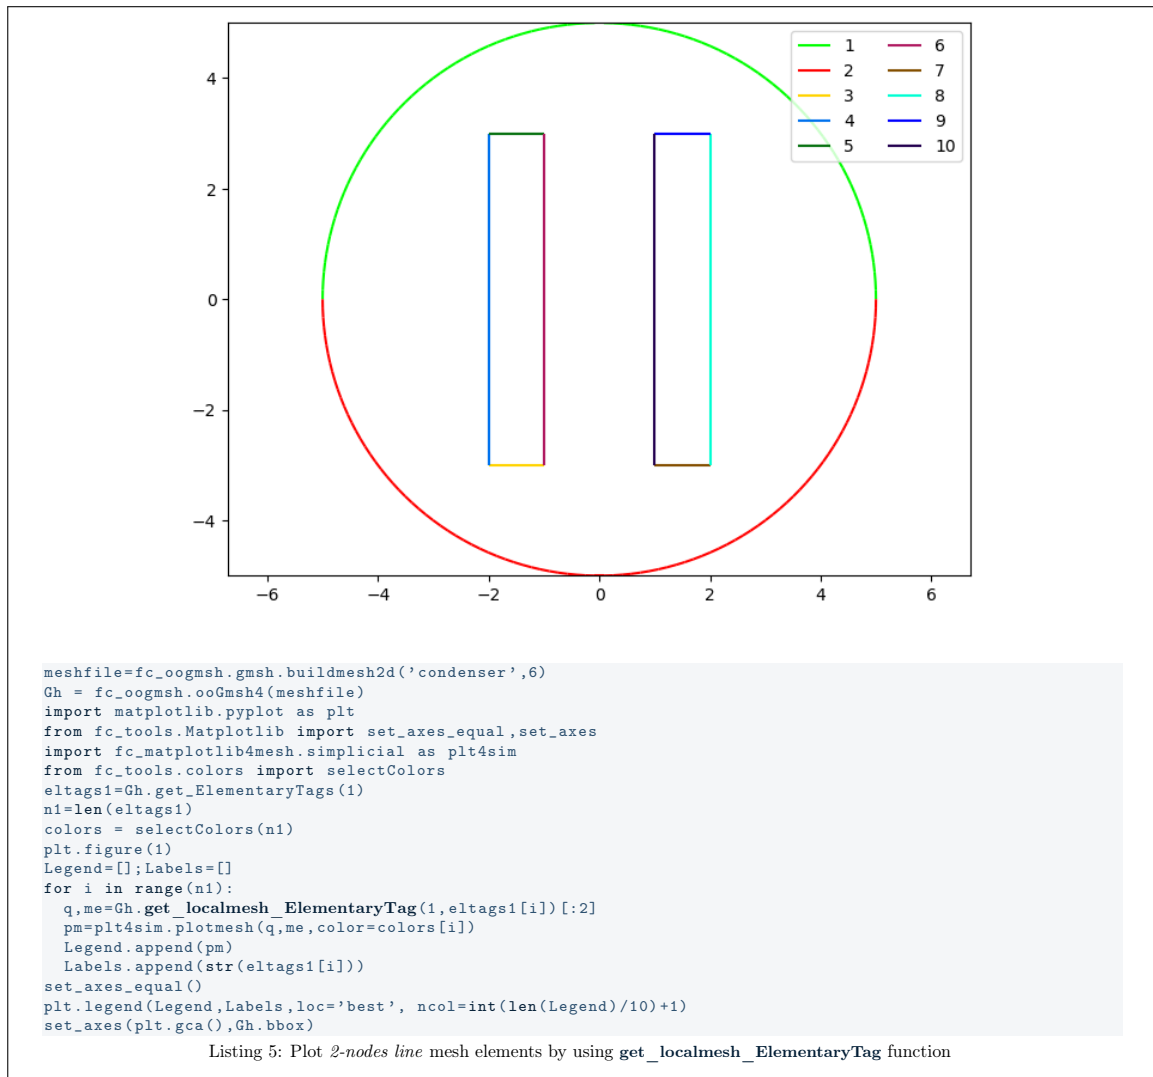 1 6
2 7
3 8
4 9
5 10
4
2
0
−2
−4
−6 −4 −2 0 2 4 6
meshfile=fc_oogmsh.gmsh.buildmesh2d(’condenser’,6)
Gh = fc_oogmsh.ooGmsh4(meshfile)
import matplotlib.pyplot as plt
from fc_tools.Matplotlib import set_axes_equal,set_axes
import fc_matplotlib4mesh.simplicial as plt4sim
from fc_tools.colors import selectColors
eltags1=Gh.get_ElementaryTags(1)
n1=len(eltags1)
colors = selectColors(n1)
plt.figure(1)
Legend=[];Labels=[]
for i in range(n1):
  q,me=Gh.get_localmesh_ElementaryTag(1,eltags1[i])[:2]
  pm=plt4sim.plotmesh(q,me,color=colors[i])
  Legend.append(pm)
  Labels.append(str(eltags1[i]))
set_axes_equal()
plt.legend(Legend,Labels,loc=’best’, ncol=int(len(Legend)/10)+1)
set_axes(plt.gca(),Gh.bbox)
Listing 5: Plot 2-nodes line mesh elements by using get_localmesh_ElementaryTag function